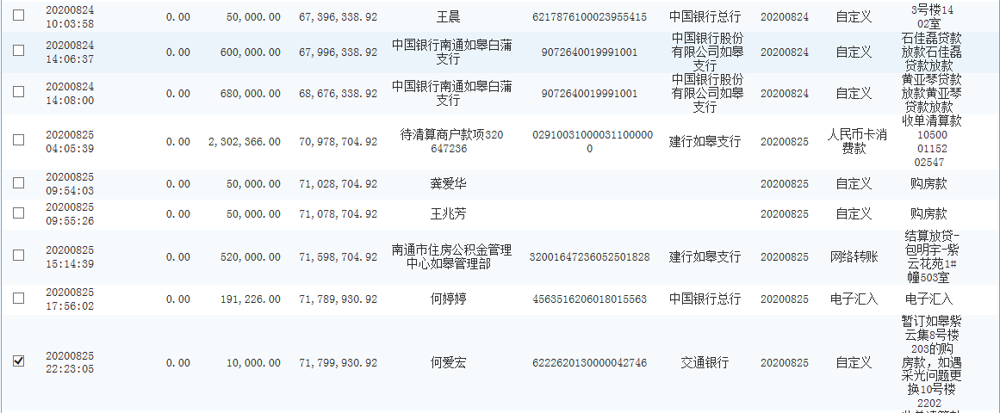 20200824 10:03:58 0.00 50,000.00 67,396,338.92 王晨 6217876100023955415 中国银行总行 20200824 自定义 3号楼1402室
20200824 14:06:37 0.00 600,000.00 67,996,338.92 中国银行南通如皋白蒲支行 9072640019991001 中国银行股份有限公司如皋支行 20200824 自定义 石佳磊贷款放款石佳磊贷款放款
20200824 14:08:00 0.00 680,000.00 68,676,338.92 中国银行南通如皋白蒲支行 9072640019991001 中国银行股份有限公司如皋支行 20200824 自定义 黄亚琴贷款放款黄亚琴贷款放款
20200825 04:05:39 0.00 2,302,366.00 70,978,704.92 待清算商户款项320647236 029100310000311000000 建行如皋支行 20200825 人民币卡消费款 收单清算款105000115202547
20200825 09:54:03 0.00 50,000.00 71,028,704.92 龚爱华 20200825 自定义 购房款
20200825 09:55:26 0.00 50,000.00 71,078,704.92 王兆芳 20200825 自定义 购房款
20200825 15:14:39 0.00 520,000.00 71,598,704.92 南通市住房公积金管理中心如皋管理部 32001647236052501828 建行如皋支行 20200825 网络转账 结算放贷-包明宇-紫云花苑1#幢503室
20200825 17:56:02 0.00 191,226.00 71,789,930.92 何婷婷 4563516206018015563 中国银行总行 20200825 电子汇入 电子汇入
20200825 22:23:05 0.00 10,000.00 71,799,930.92 何爱宏 6222620130000042746 交通银行 20200825 自定义 暂订如皋紫云集8号楼203的购房款，如遇采光问题更换10号楼2202